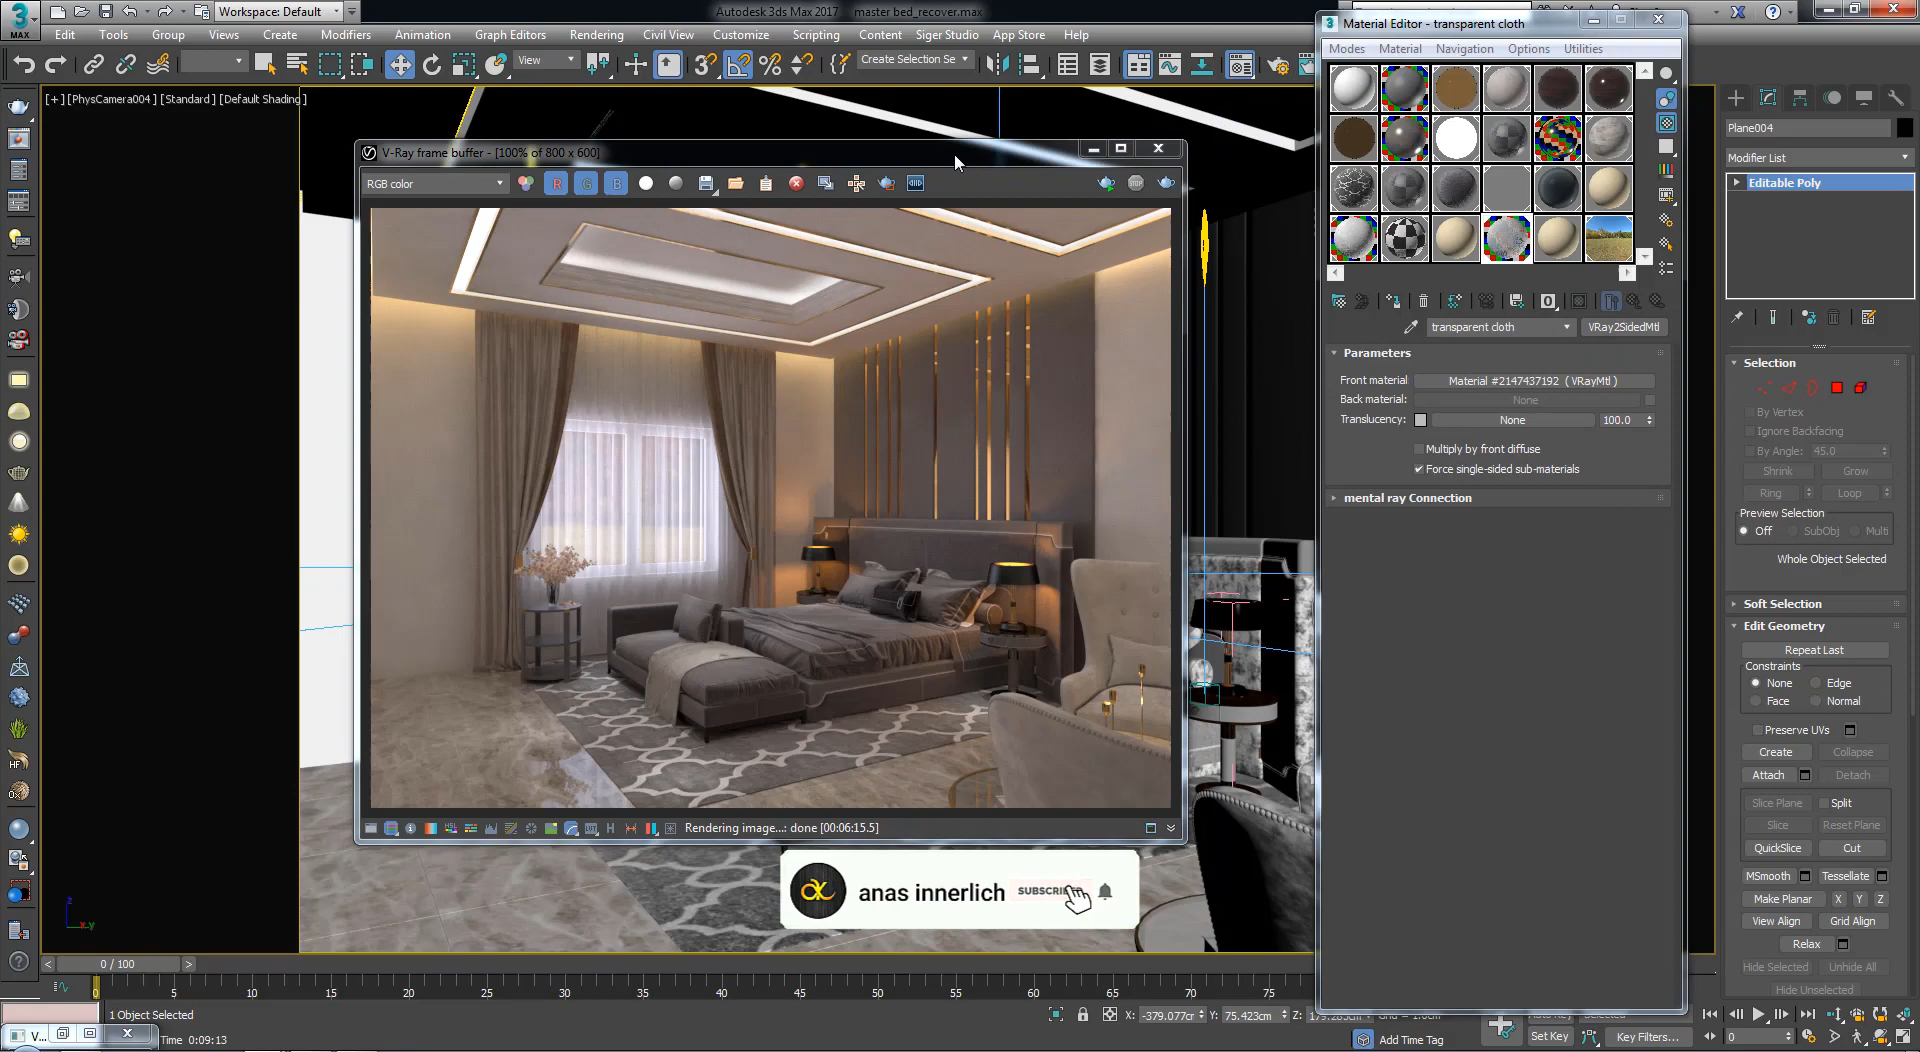 Workspace: Default
Autodesk 3ds Max 2017    master bed_recover.max
MAX
Edit Tools Group Views Create Modifiers Animation Graph Editors Rendering Civil View Customize Scripting Content Siger Studio App Store Help
View
Create Selection Se
[+] [PhysCamera004] [Standard] [Default Shading]
V-Ray frame buffer - [100% of 800 x 600]
RGB color
R G B
STOP
Rendering image...: done [00:06:15.5]
anas innerlich
Material Editor - transparent cloth
Modes Material Navigation Options Utilities
transparent cloth
VRay2SidedMtl
Parameters
Front material: Material #2147437192 ( VRayMtl )
Back material: None
Translucency: None 100.0
Multiply by front diffuse
Force single-sided sub-materials
mental ray Connection
Plane004
Modifier List
Editable Poly
Selection
By Vertex
Ignore Backfacing
By Angle: 45.0
Shrink Grow
Ring Loop
Preview Selection
Off SubObj Multi
Whole Object Selected
Soft Selection
Edit Geometry
Repeat Last
Constraints
None Edge
Face Normal
Preserve UVs
Create Collapse
Attach Detach
Slice Plane Split
Slice Reset Plane
QuickSlice Cut
MSmooth Tessellate
Make Planar X Y Z
View Align Grid Align
Relax
Hide Selected Unhide All
Hide Unselected
HF
0 / 100
0 5 10 15 20 25 30 35 40 45 50 55 60 65 70 75
1 Object Selected
X: -379.077cr Y: 75.423cm Z:
V...
Time 0:09:13
Add Time Tag
Set Key
Key Filters...
0